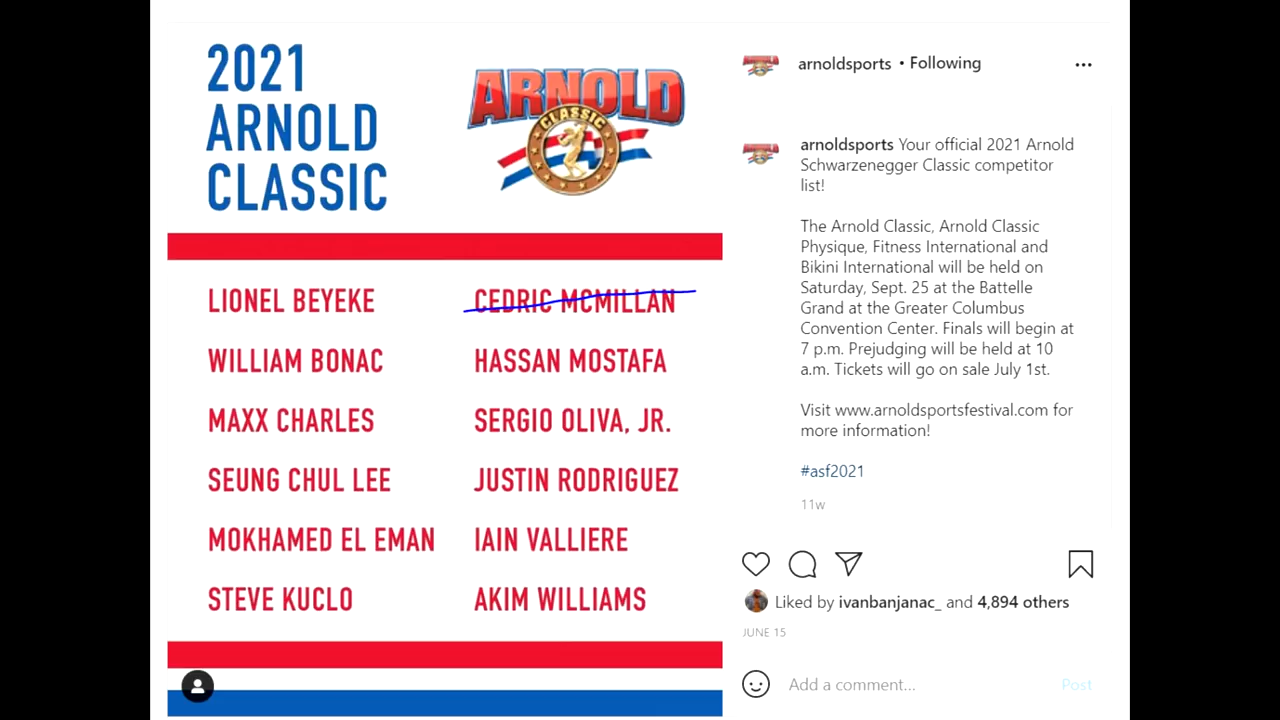 2021
ARNOLD
CLASSIC
ARNOLD
CLASSIC
LIONEL BEYEKE
WILLIAM BONAC
MAXX CHARLES
SEUNG CHUL LEE
MOKHAMED EL EMAN
STEVE KUCLO
CEDRIC MCMILLAN
HASSAN MOSTAFA
SERGIO OLIVA, JR.
JUSTIN RODRIGUEZ
IAIN VALLIERE
AKIM WILLIAMS
arnoldsports • Following
arnoldsports Your official 2021 Arnold
Schwarzenegger Classic competitor
list!
The Arnold Classic, Arnold Classic
Physique, Fitness International and
Bikini International will be held on
Saturday, Sept. 25 at the Battelle
Grand at the Greater Columbus
Convention Center. Finals will begin at
7 p.m. Prejudging will be held at 10
a.m. Tickets will go on sale July 1st.
Visit www.arnoldsportsfestival.com for
more information!
#asf2021
11w
Liked by ivanbanjanac_ and 4,894 others
JUNE 15
Add a comment...
Post